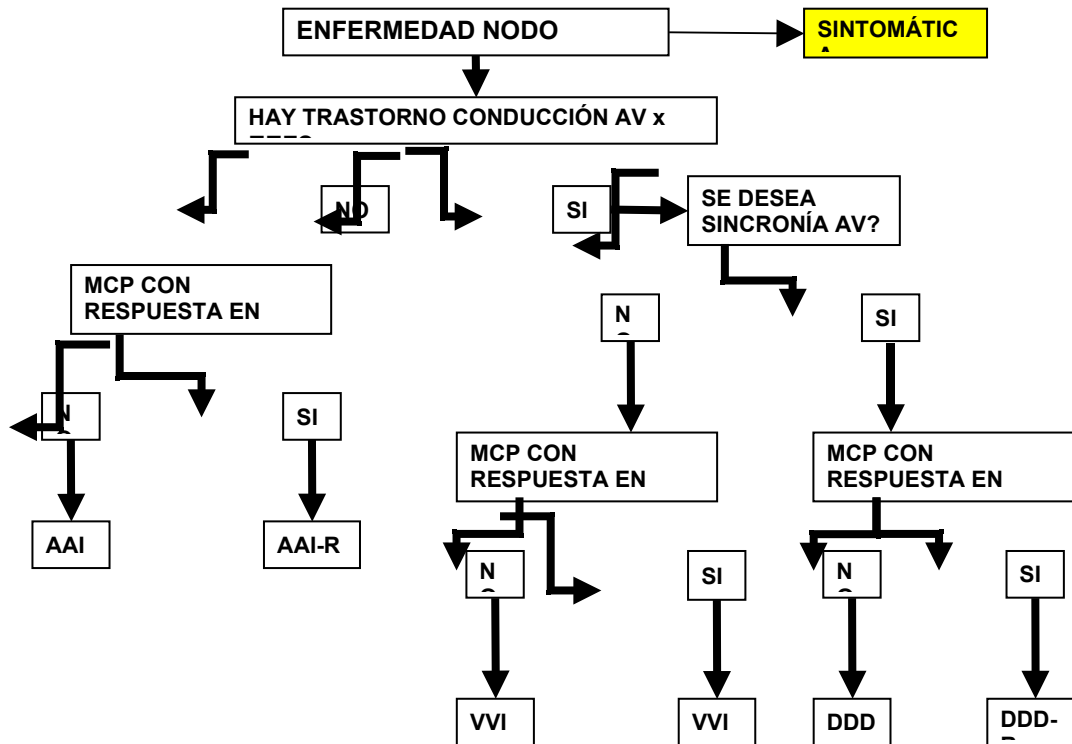 ENFERMEDAD NODO
SINTOMÁTIC
HAY TRASTORNO CONDUCCIÓN AV x
NO
SI
SE DESEA
SINCRONÍA AV?
MCP CON
RESPUESTA EN
N
SI
N
SI
MCP CON
RESPUESTA EN
MCP CON
RESPUESTA EN
AAI
AAI-R
N
SI
N
SI
VVI
VVI
DDD
DDD-